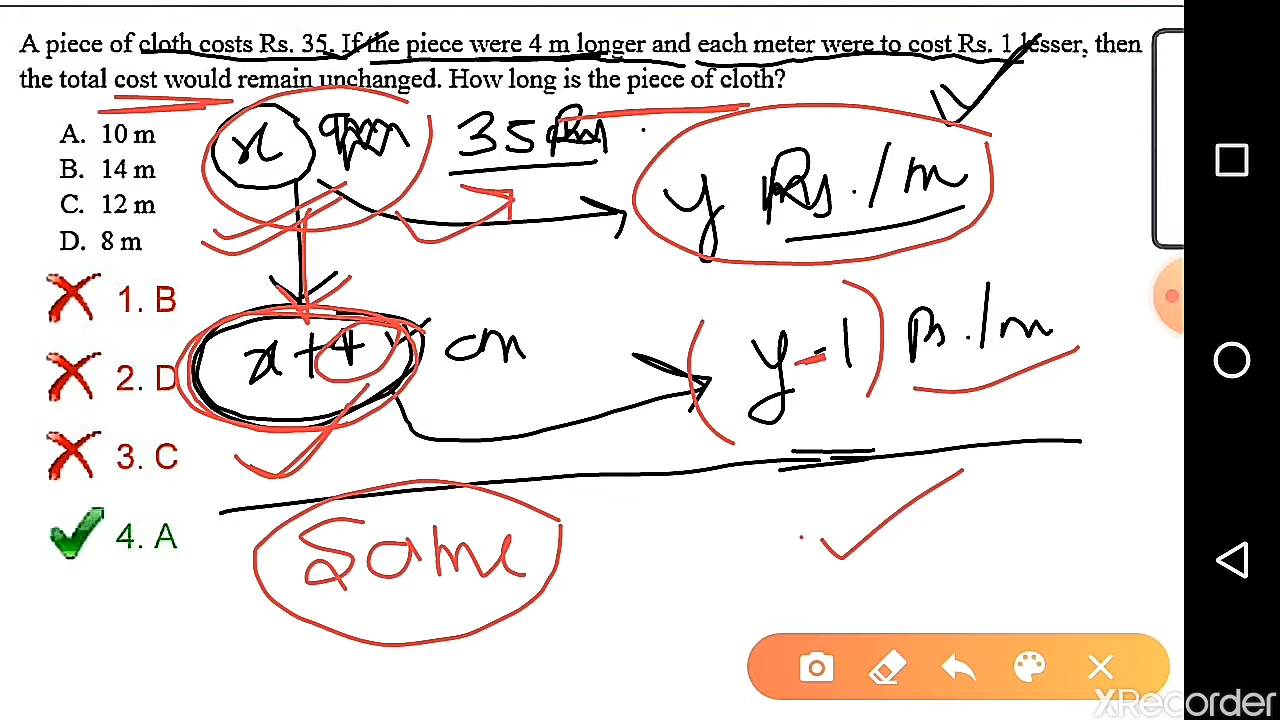 A piece of cloth costs Rs. 35. If the piece were 4 m longer and each meter were to cost Rs. 1 lesser, then
the total cost would remain unchanged. How long is the piece of cloth?
A. 10 m
B. 14 m
C. 12 m
D. 8 m
x 35
y Rs./m
x+4 (y-1) Rs./m
Same
1. B
2. D
3. C
4. A
XRecorder